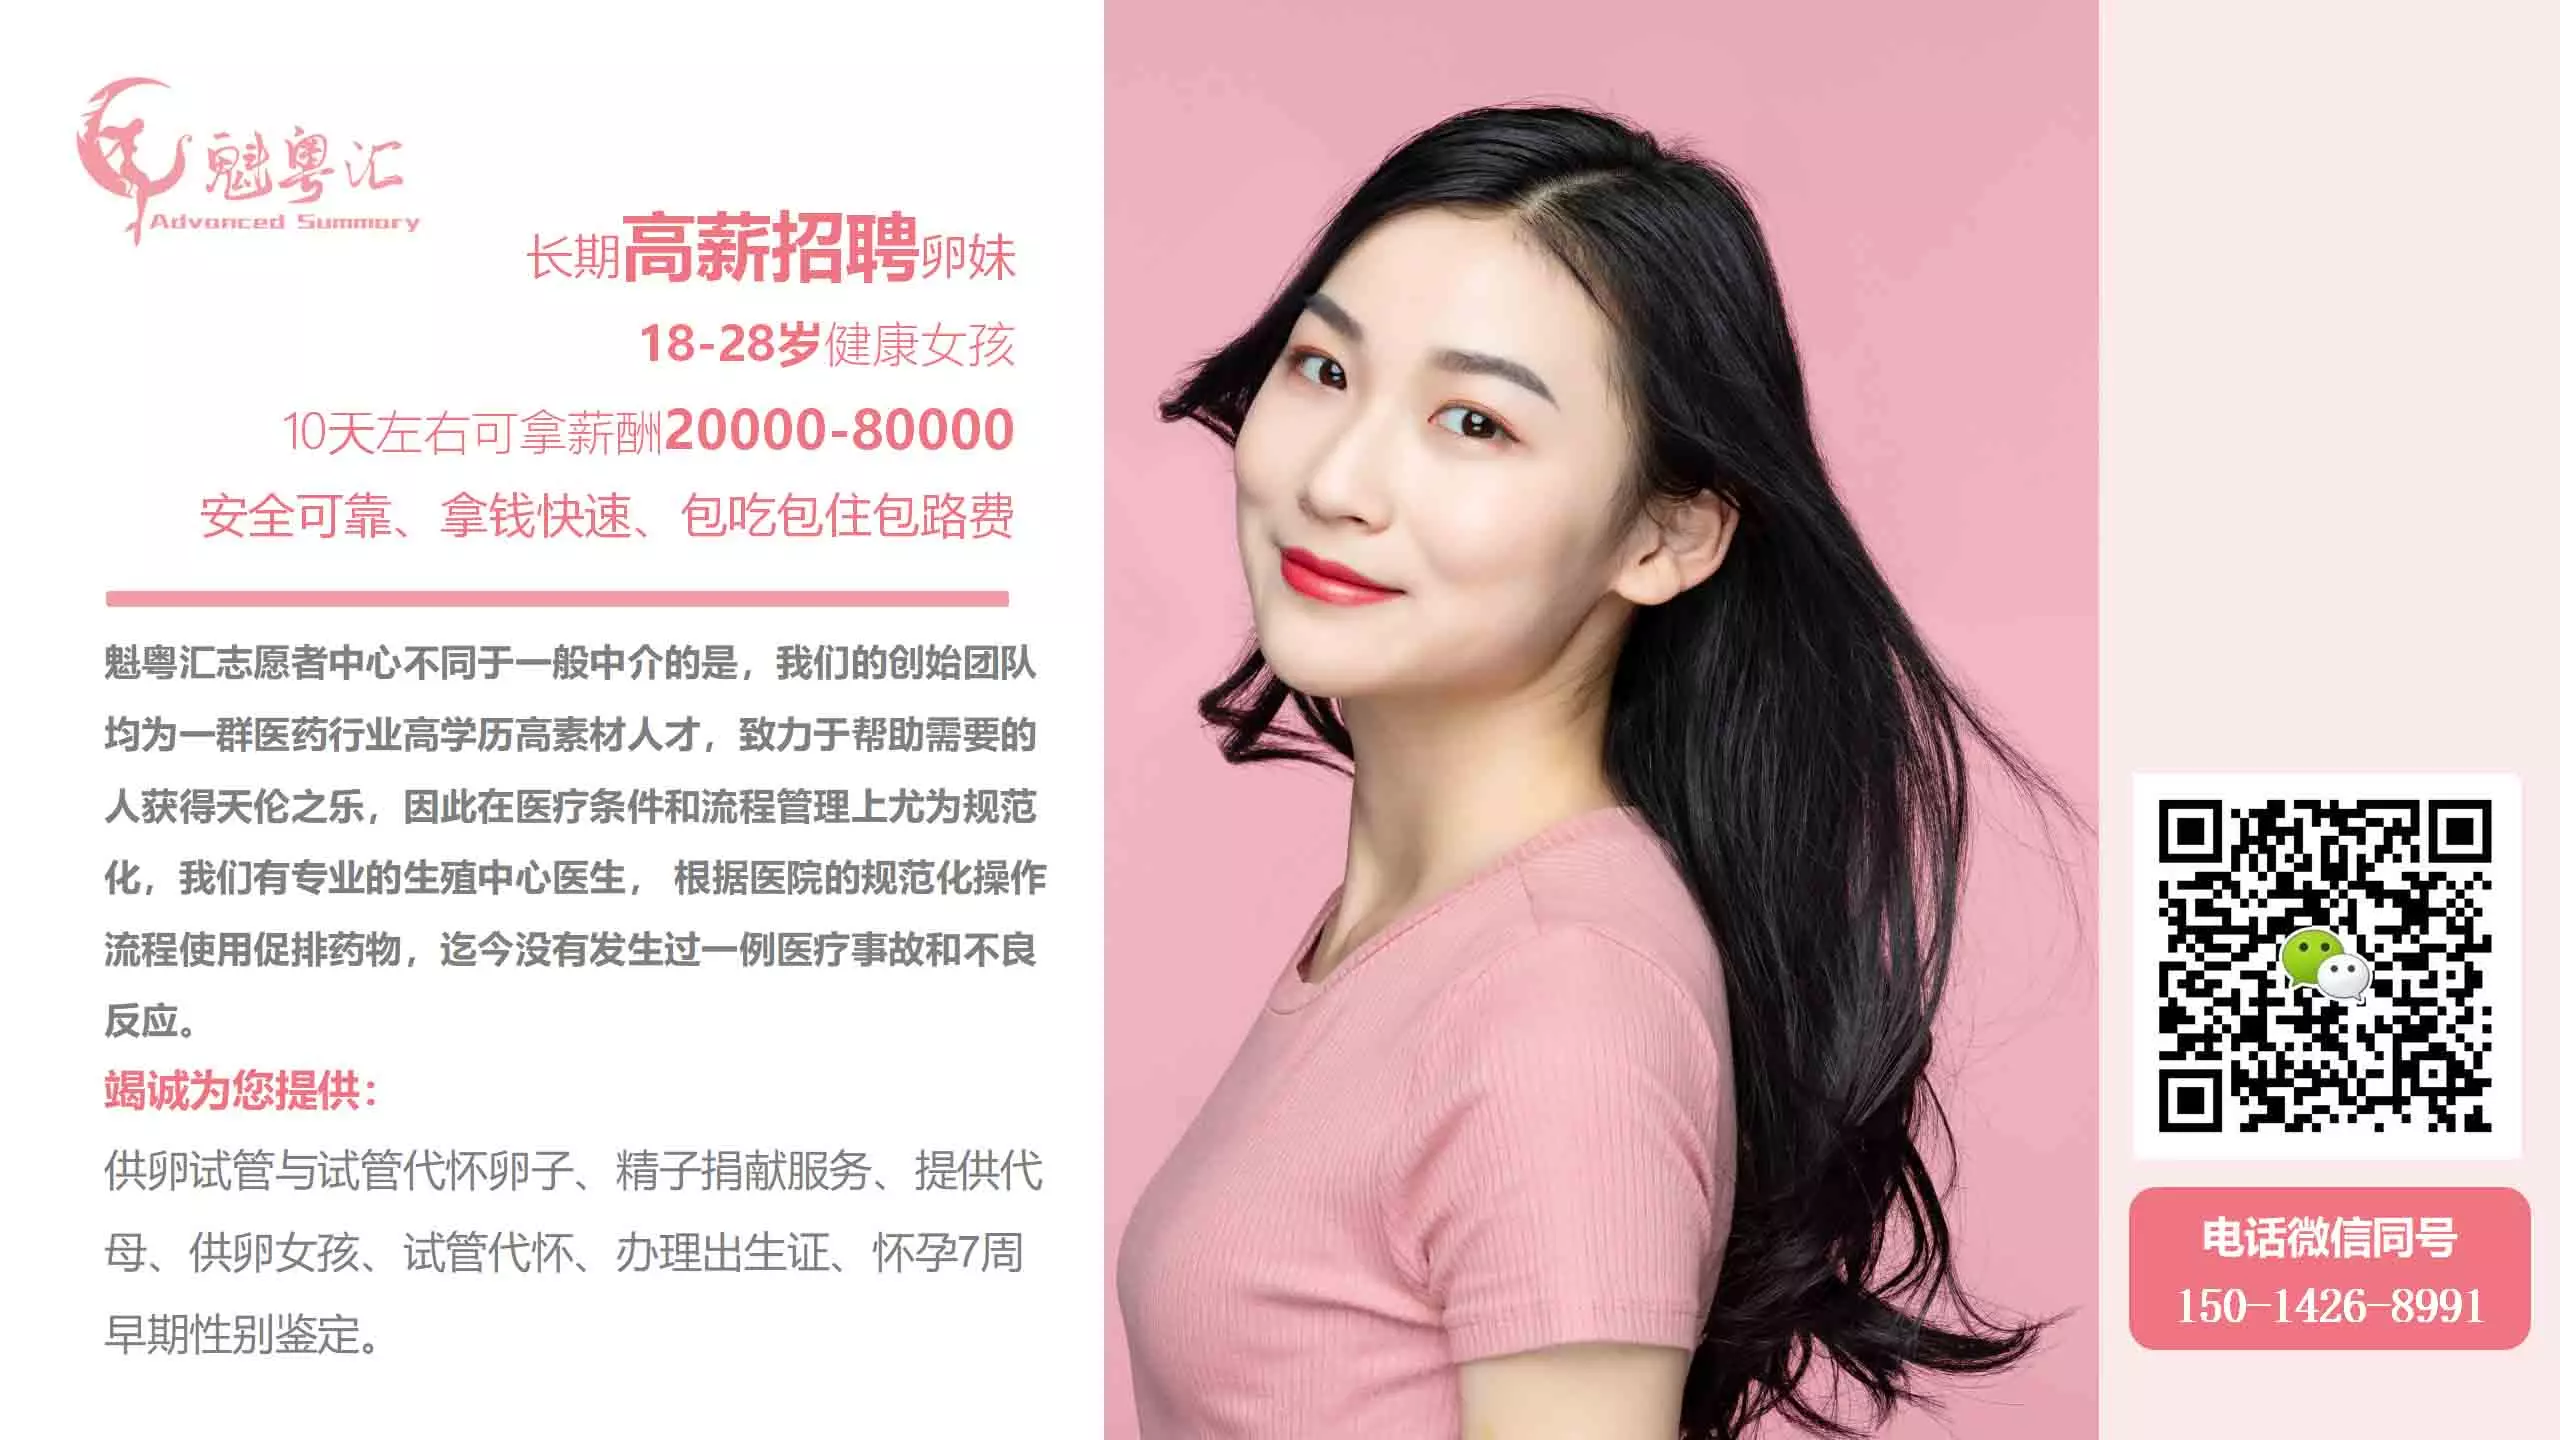 魁粤汇
Advanced Summary
长期高薪招聘卵妹
18-28岁健康女孩
10天左右可拿薪酬20000-80000
安全可靠、拿钱快速、包吃包住包路费
魁粤汇志愿者中心不同于一般中介的是，我们的创始团队
均为一群医药行业高学历高素材人才，致力于帮助需要的
人获得天伦之乐，因此在医疗条件和流程管理上尤为规范
化，我们有专业的生殖中心医生， 根据医院的规范化操作
流程使用促排药物，迄今没有发生过一例医疗事故和不良
反应。
竭诚为您提供：
供卵试管与试管代怀卵子、精子捐献服务、提供代
母、供卵女孩、试管代怀、办理出生证、怀孕7周
早期性别鉴定。
电话微信同号
150-1426-8991